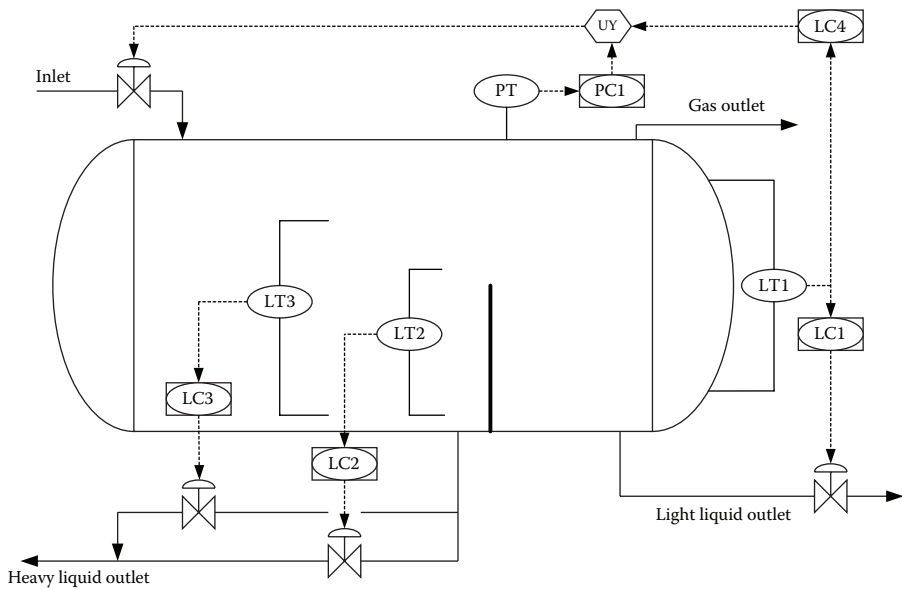 UY
LC4
Inlet
PT
PC1
Gas outlet
LT3
LT1
LT2
LC1
LC3
LC2
Light liquid outlet
Heavy liquid outlet